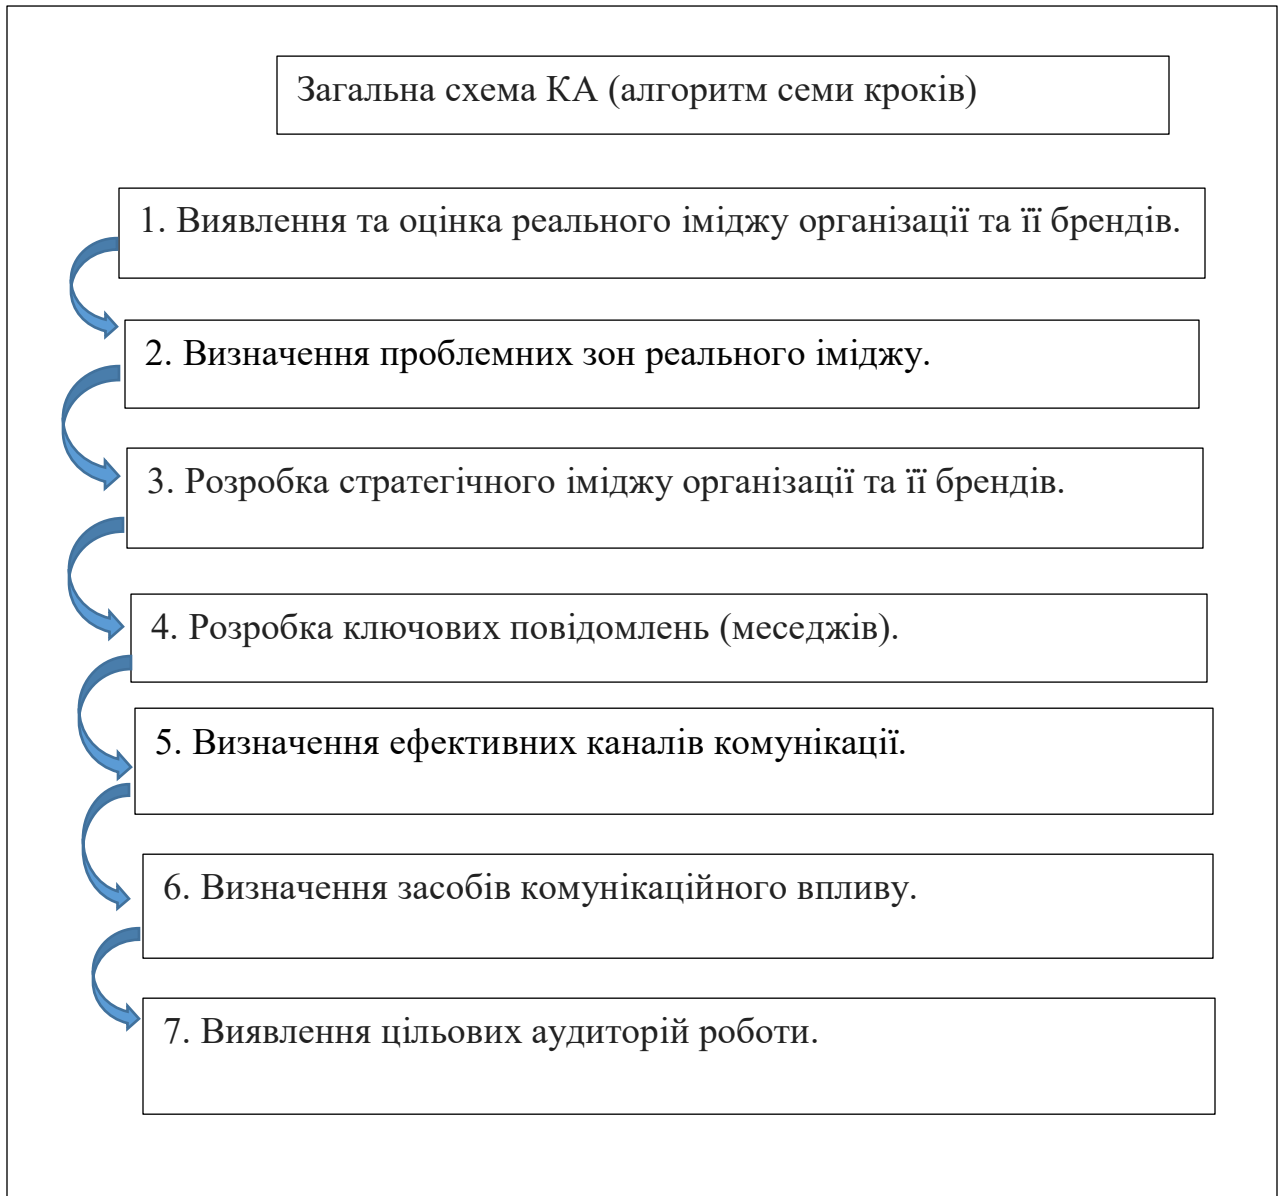 Загальна схема КА (алгоритм семи кроків)
1. Виявлення та оцінка реального іміджу організації та її брендів.
2. Визначення проблемних зон реального іміджу.
3. Розробка стратегічного іміджу організації та її брендів.
4. Розробка ключових повідомлень (меседжів).
5. Визначення ефективних каналів комунікації.
6. Визначення засобів комунікаційного впливу.
7. Виявлення цільових аудиторій роботи.